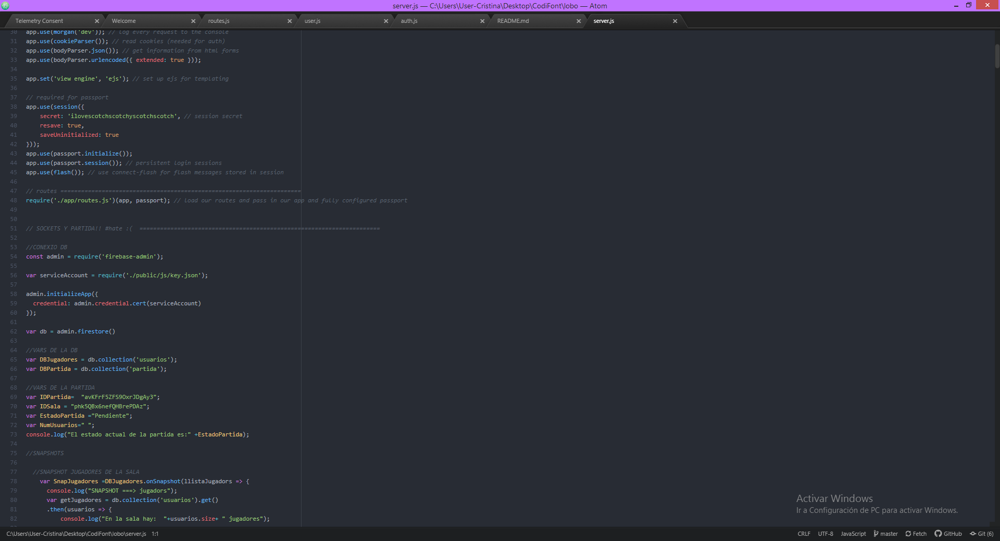 server.js — C:\Users\User-Cristina\Desktop\CodiFont\lobo — Atom
Telemetry Consent
Welcome
routes.js
user.js
auth.js
README.md
server.js
30 app.use(morgan('dev')); // log every request to the console
31 app.use(cookieParser()); // read cookies (needed for auth)
32 app.use(bodyParser.json()); // get information from html forms
33 app.use(bodyParser.urlencoded({ extended: true }));
34
35 app.set('view engine', 'ejs'); // set up ejs for templating
36
37 // required for passport
38 app.use(session({
39     secret: 'ilovescotchscotchyscotchscotch', // session secret
40     resave: true,
41     saveUninitialized: true
42 }));
43 app.use(passport.initialize());
44 app.use(passport.session()); // persistent login sessions
45 app.use(flash()); // use connect-flash for flash messages stored in session
46
47 // routes ======================================================================
48 require('./app/routes.js')(app, passport); // load our routes and pass in our app and fully configured passport
49
50
51 // SOCKETS Y PARTIDA!! #hate :(  ======================================================================
52
53 //CONEXIO DB
54 const admin = require('firebase-admin');
55
56 var serviceAccount = require('./public/js/key.json');
57
58 admin.initializeApp({
59   credential: admin.credential.cert(serviceAccount)
60 });
61
62 var db = admin.firestore()
63
64 //VARS DE LA DB
65 var DBJugadores = db.collection('usuarios');
66 var DBPartida = db.collection('partida');
67
68 //VARS DE LA PARTIDA
69 var IDPartida=  "avKFrF5ZFS9OxrJDgAy3";
70 var IDSala = "phk5QBx6nefQHBrePDAz";
71 var EstadoPartida ="Pendiente";
72 var NumUsuarios=" ";
73 console.log("El estado actual de la partida es:" +EstadoPartida);
74
75 //SNAPSHOTS
76
77   //SNAPSHOT JUGADORES DE LA SALA
78     var SnapJugadores =DBJugadores.onSnapshot(llistaJugadors => {
79       console.log("SNAPSHOT ===> jugadors");
80       var getJugadores = db.collection('usuarios').get()
81       .then(usuarios => {
82           console.log("En la sala hay:  "+usuarios.size+ " jugadores");
Activar Windows
Ir a Configuración de PC para activar Windows.
C:\Users\User-Cristina\Desktop\CodiFont\lobo\server.js 1:1
CRLF UTF-8 JavaScript master Fetch GitHub Git (6)